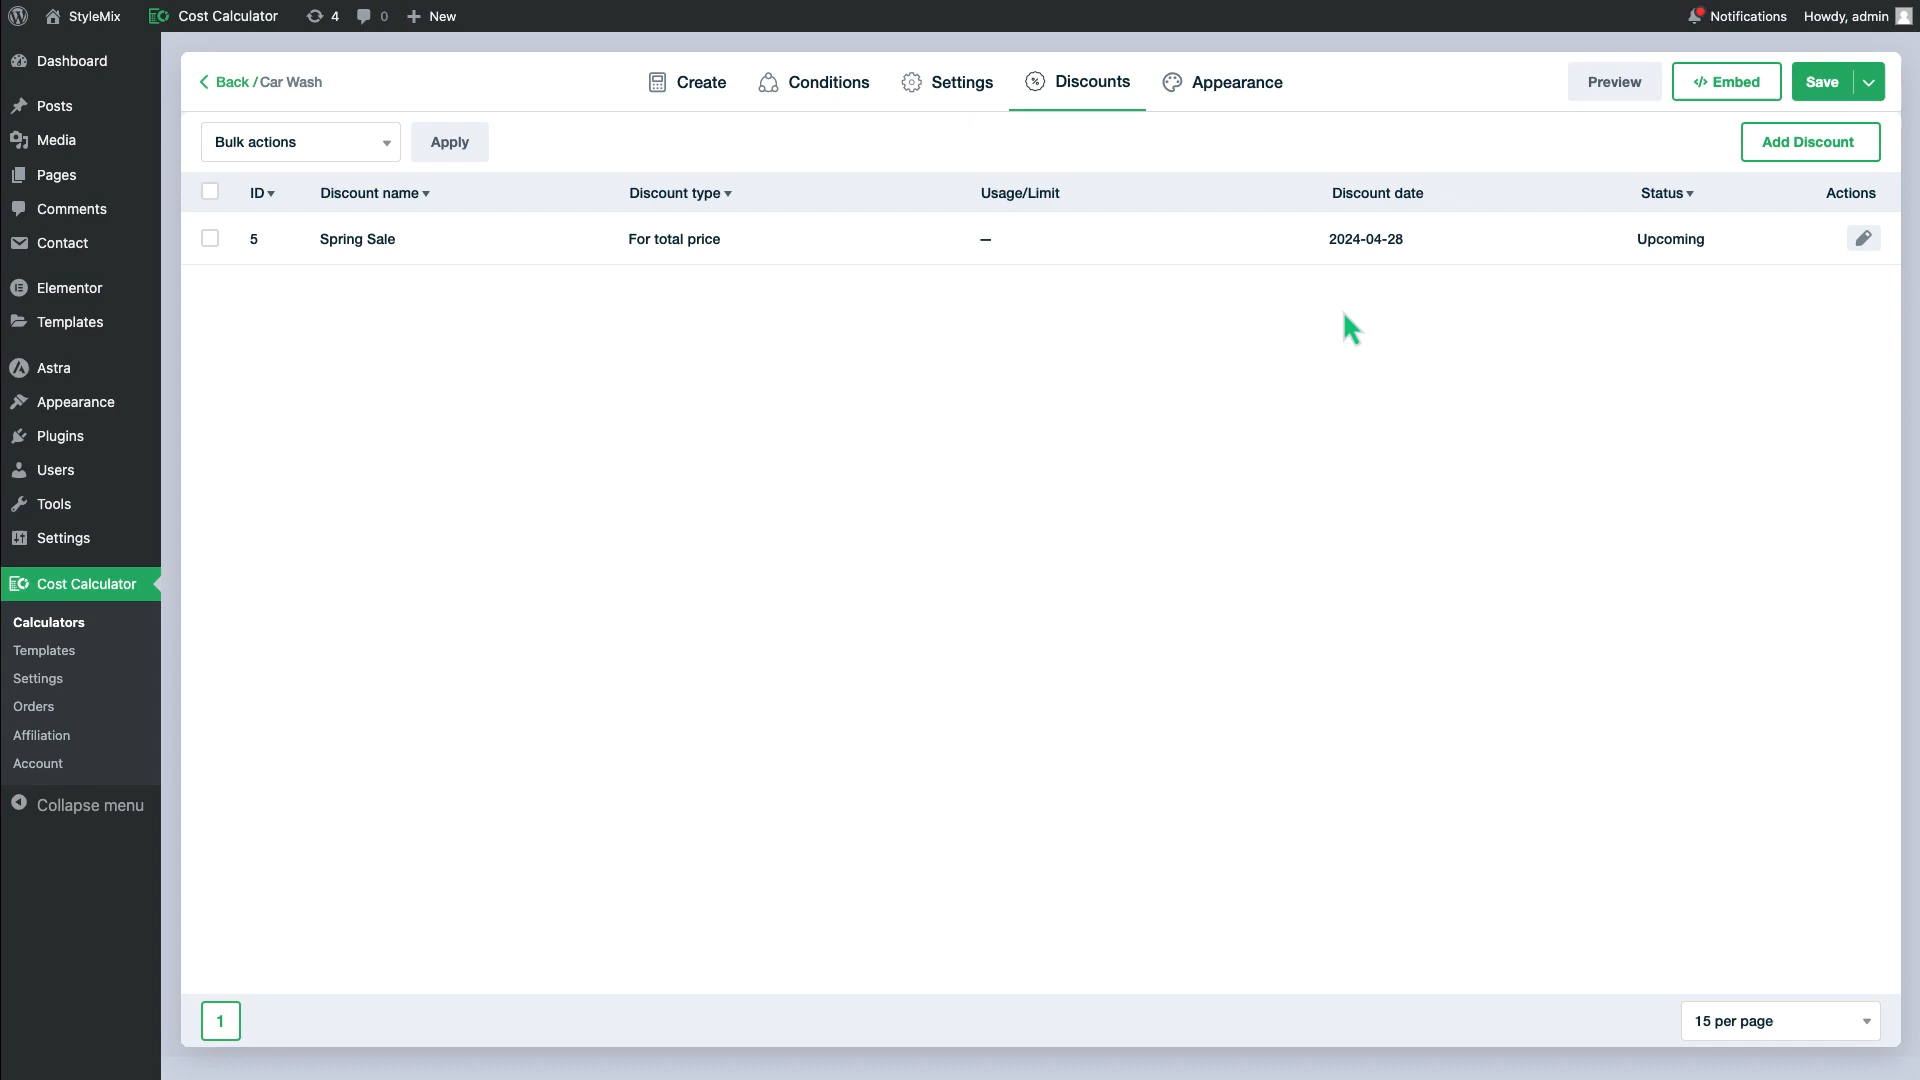 StyleMix
Cost Calculator
4
0
New
Notifications
Howdy, admin
Dashboard
Posts
Media
Pages
Comments
Contact
Elementor
Templates
Astra
Appearance
Plugins
Users
Tools
Settings
Cost Calculator
Calculators
Templates
Settings
Orders
Affiliation
Account
Collapse menu
Back / Car Wash
Create
Conditions
Settings
Discounts
Appearance
Preview
Embed
Save
Bulk actions
Apply
Add Discount
ID Discount name Discount type Usage/Limit Discount date Status Actions
5 Spring Sale For total price — 2024-04-28 Upcoming
1
15 per page